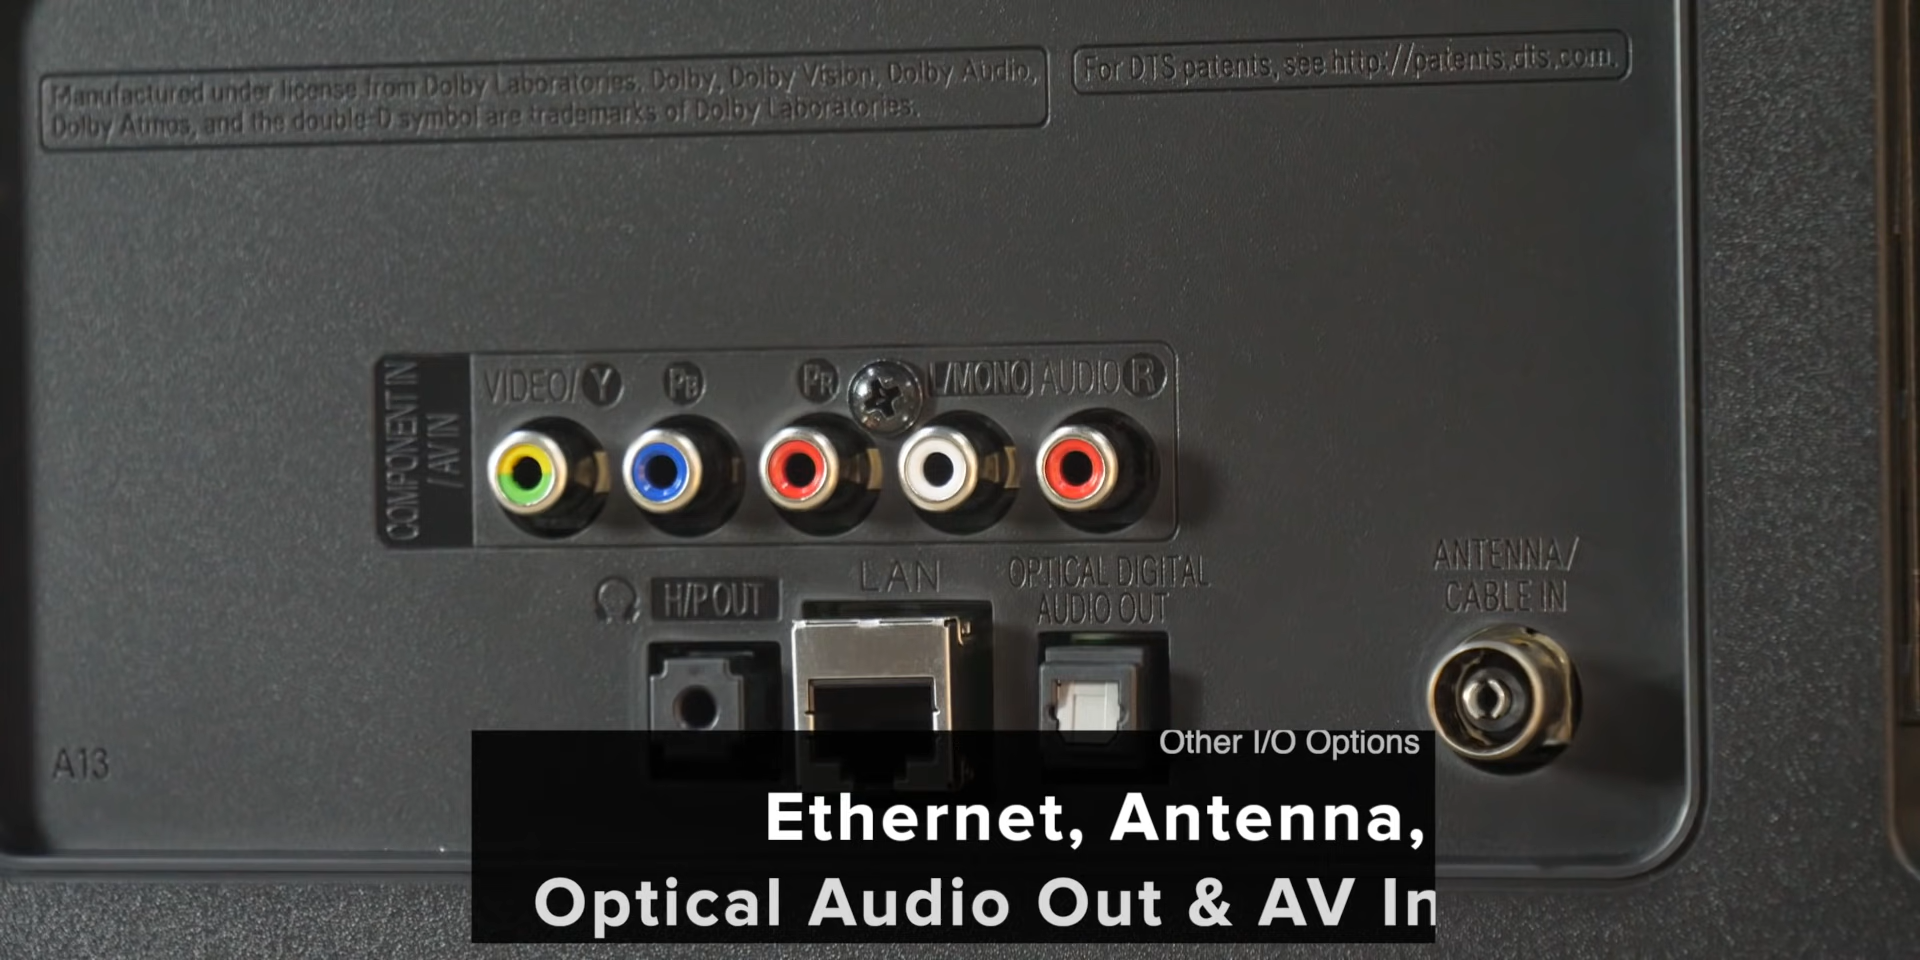 Manufactured under license from Dolby Laboratories. Dolby, Dolby Vision, Dolby Audio,
Dolby Atmos, and the double-D symbol are trademarks of Dolby Laboratories.
For DTS patents, see http://patents.dts.com.
COMPONENT IN
/ AV IN
VIDEO/ Y PB PR L/MONO AUDIO R
H/P OUT
LAN
OPTICAL DIGITAL
AUDIO OUT
ANTENNA/
CABLE IN
A13
Other I/O Options
Ethernet, Antenna,
Optical Audio Out & AV In